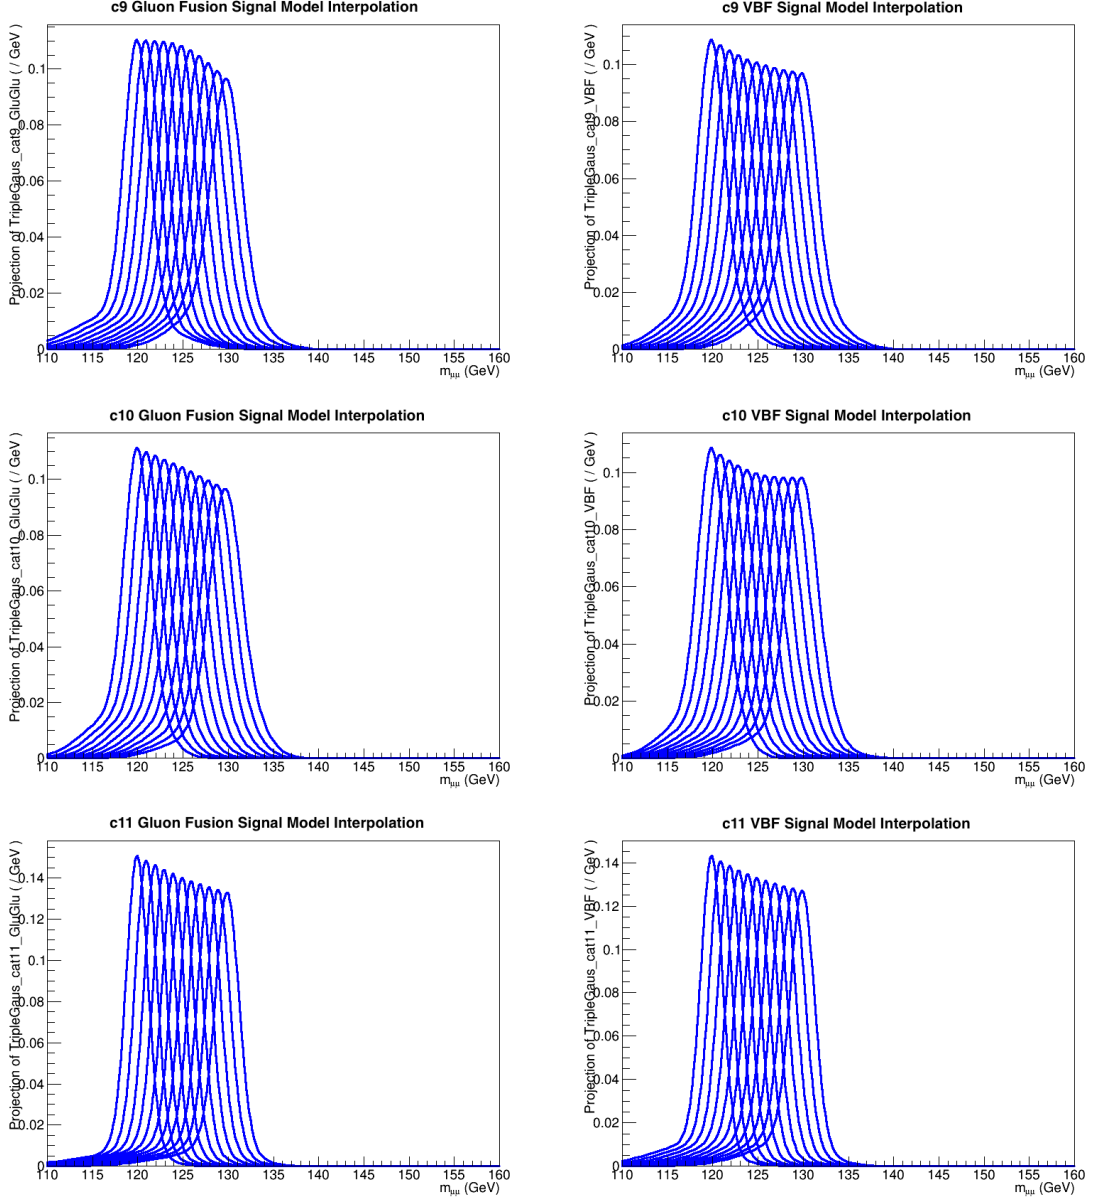 c9 Gluon Fusion Signal Model Interpolation
Projection of TripleGaus_cat9_GluGlu ( / GeV )
0.1
0.08
0.06
0.04
0.02
0
110 115 120 125 130 135 140 145 150 155 160
mμμ (GeV)
c9 VBF Signal Model Interpolation
Projection of TripleGaus_cat9_VBF ( / GeV )
0.1
0.08
0.06
0.04
0.02
0
110 115 120 125 130 135 140 145 150 155 160
mμμ (GeV)
c10 Gluon Fusion Signal Model Interpolation
Projection of TripleGaus_cat10_GluGlu ( / GeV )
0.1
0.08
0.06
0.04
0.02
0
110 115 120 125 130 135 140 145 150 155 160
mμμ (GeV)
c10 VBF Signal Model Interpolation
Projection of TripleGaus_cat10_VBF ( / GeV )
0.1
0.08
0.06
0.04
0.02
0
110 115 120 125 130 135 140 145 150 155 160
mμμ (GeV)
c11 Gluon Fusion Signal Model Interpolation
Projection of TripleGaus_cat11_GluGlu ( / GeV )
0.14
0.12
0.1
0.08
0.06
0.04
0.02
0
110 115 120 125 130 135 140 145 150 155 160
mμμ (GeV)
c11 VBF Signal Model Interpolation
Projection of TripleGaus_cat11_VBF ( / GeV )
0.14
0.12
0.1
0.08
0.06
0.04
0.02
0
110 115 120 125 130 135 140 145 150 155 160
mμμ (GeV)